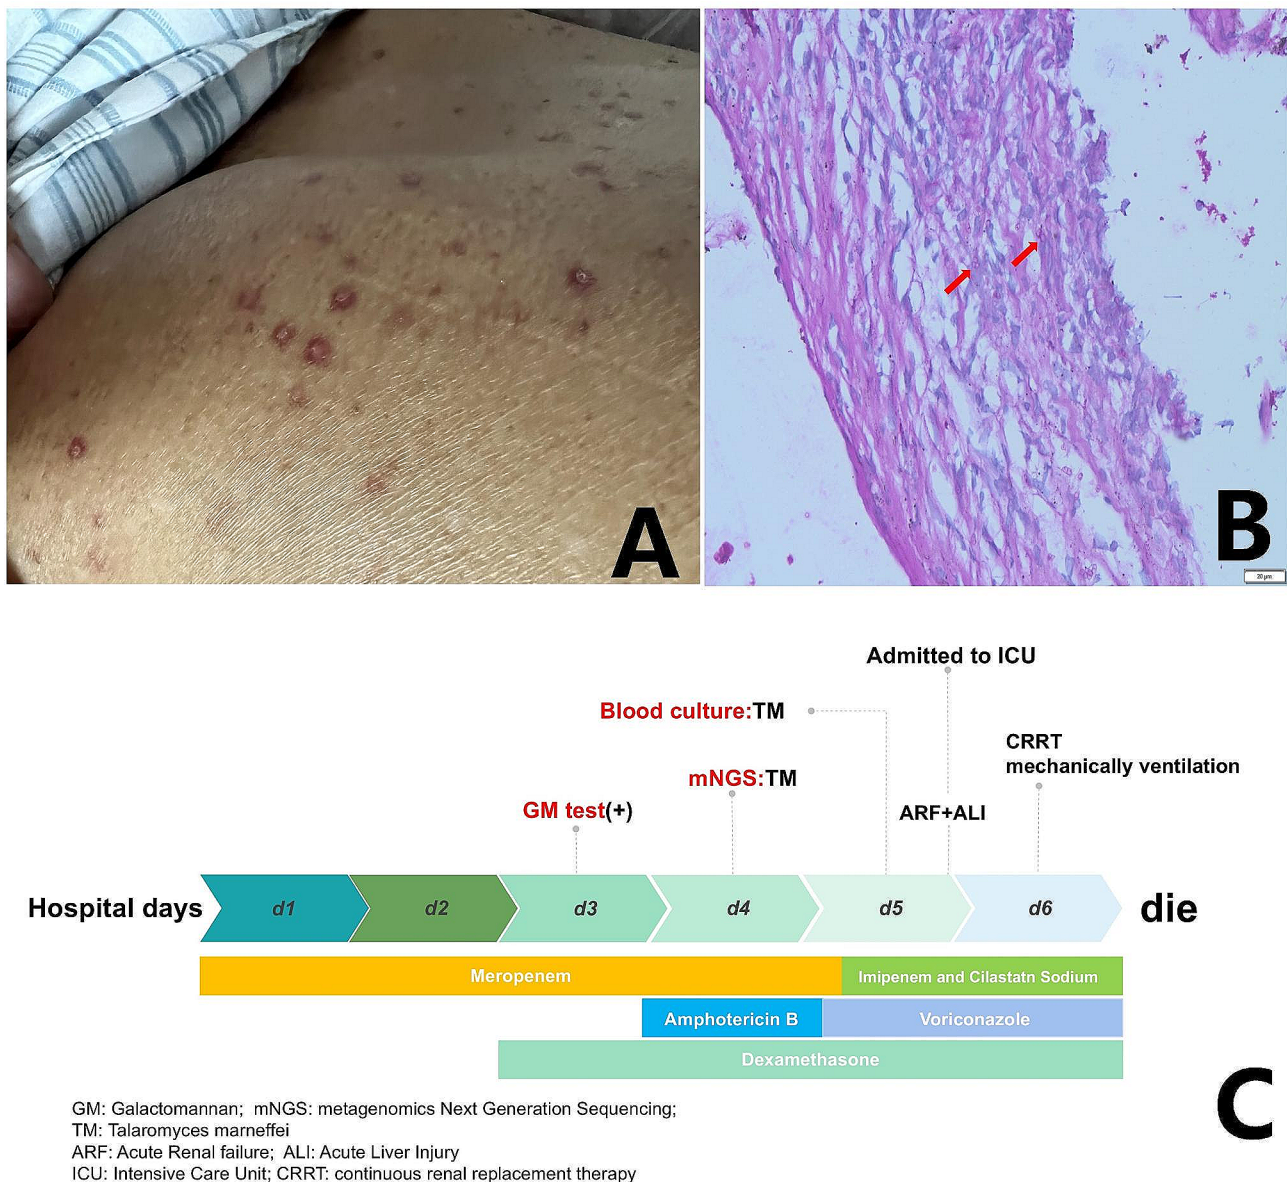 A
B
20 μm
Admitted to ICU
Blood culture:TM
CRRT
mechanically ventilation
mNGS:TM
GM test(+)
ARF+ALI
Hospital days
d1
d2
d3
d4
d5
d6
die
Meropenem
Imipenem and Cilastatn Sodium
Amphotericin B
Voriconazole
Dexamethasone
C
GM: Galactomannan; mNGS: metagenomics Next Generation Sequencing;
TM: Talaromyces marneffei
ARF: Acute Renal failure; ALI: Acute Liver Injury
ICU: Intensive Care Unit; CRRT: continuous renal replacement therapy